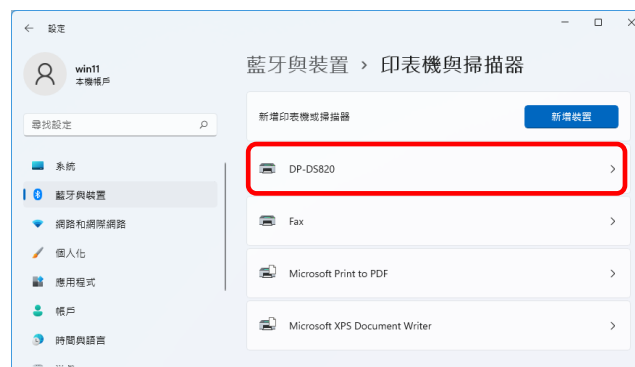 設定
win11
本機帳戶
尋找設定
系統
藍牙與裝置
網路和網際網路
個人化
應用程式
帳戶
時間與語言
藍牙與裝置 › 印表機與掃描器
新增印表機或掃描器
新增裝置
DP-DS820
Fax
Microsoft Print to PDF
Microsoft XPS Document Writer